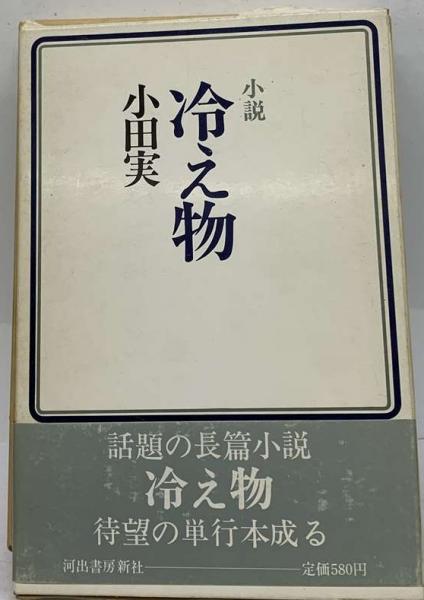 小説
冷え物
小田実
話題の長篇小説
冷え物
待望の単行本成る
河出書房新社
定価580円